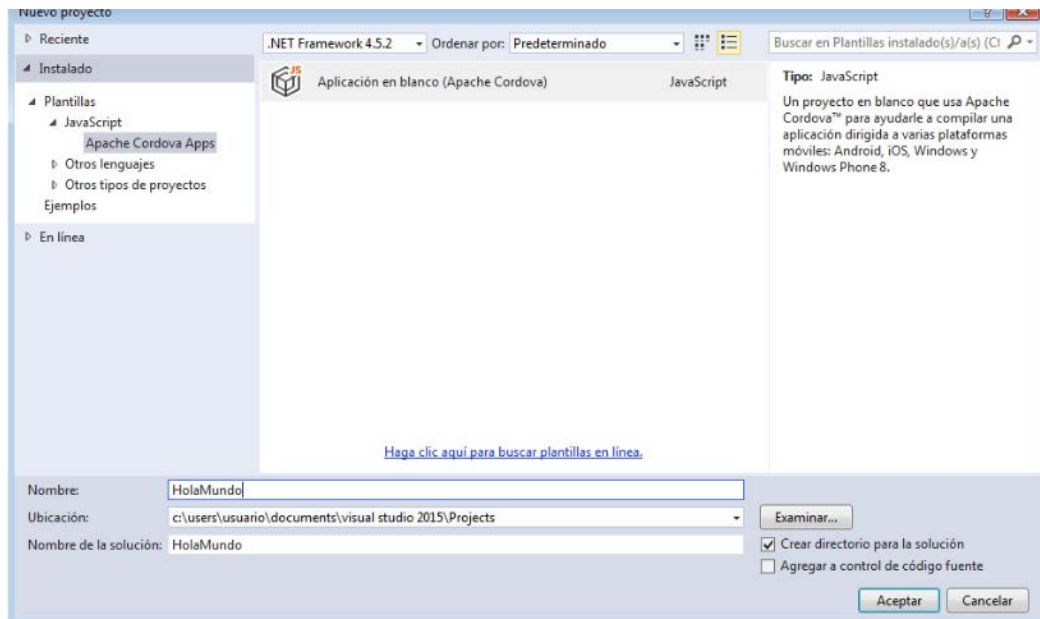 Nuevo proyecto
Reciente
.NET Framework 4.5.2
Ordenar por: Predeterminado
Buscar en Plantillas instalado(s)/a(s) (Ct
Instalado
Plantillas
JavaScript
Apache Cordova Apps
Otros lenguajes
Otros tipos de proyectos
Ejemplos
En línea
JS
Aplicación en blanco (Apache Cordova)
JavaScript
Haga clic aquí para buscar plantillas en línea.
Tipo: JavaScript
Un proyecto en blanco que usa Apache
Cordova™ para ayudarle a compilar una
aplicación dirigida a varias plataformas
móviles: Android, iOS, Windows y
Windows Phone 8.
Nombre: HolaMundo
Ubicación: c:\users\usuario\documents\visual studio 2015\Projects
Examinar...
Nombre de la solución: HolaMundo
Crear directorio para la solución
Agregar a control de código fuente
Aceptar
Cancelar